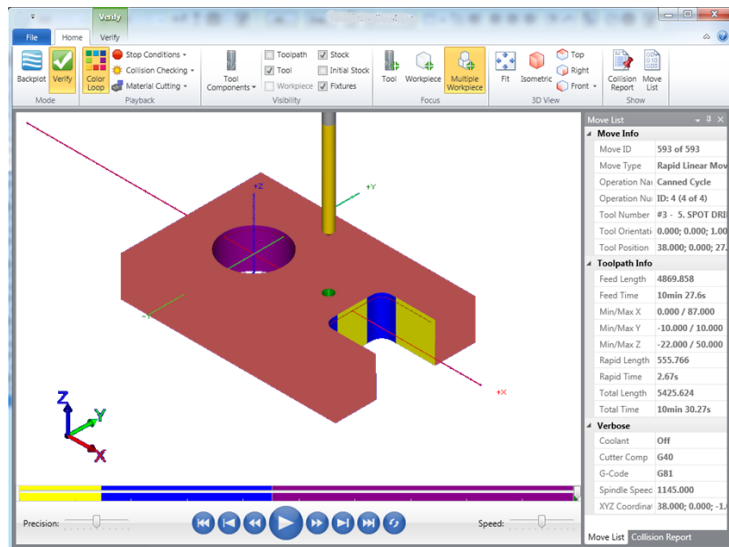 Verify
File
Home
Verify
Backplot
Verify
Mode
Color Loop
Stop Conditions
Collision Checking
Material Cutting
Playback
Tool Components
Toolpath
Stock
Tool
Initial Stock
Workpiece
Fixtures
Visibility
Tool
Workpiece
Multiple Workpiece
Focus
Fit
Isometric
Top
Right
Front
3D View
Collision Report
Move List
Show
+Z
+Y
-Y
+X
Z
Y
X
Move List
Move Info
Move ID 593 of 593
Move Type Rapid Linear Mov
Operation Nai Canned Cycle
Operation Nui ID: 4 (4 of 4)
Tool Number #3 - 5. SPOT DRI
Tool Orientati 0.000; 0.000; 1.00
Tool Position 38.000; 0.000; 27.
Toolpath Info
Feed Length 4869.858
Feed Time 10min 27.6s
Min/Max X 0.000 / 87.000
Min/Max Y -10.000 / 10.000
Min/Max Z -22.000 / 50.000
Rapid Length 555.766
Rapid Time 2.67s
Total Length 5425.624
Total Time 10min 30.27s
Verbose
Coolant Off
Cutter Comp G40
G-Code G81
Spindle Speed 1145.000
XYZ Coordinat 38.000; 0.000; -1.0
Precision:
Speed:
Move List
Collision Report